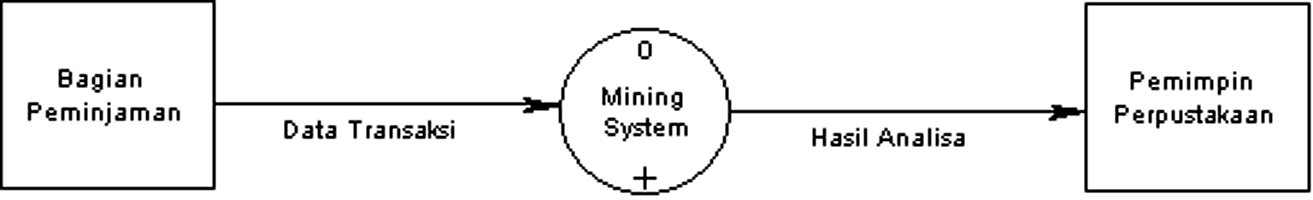 Bagian
Peminjaman
Data Transaksi
0
Mining
System
+
Hasil Analisa
Pemimpin
Perpustakaan